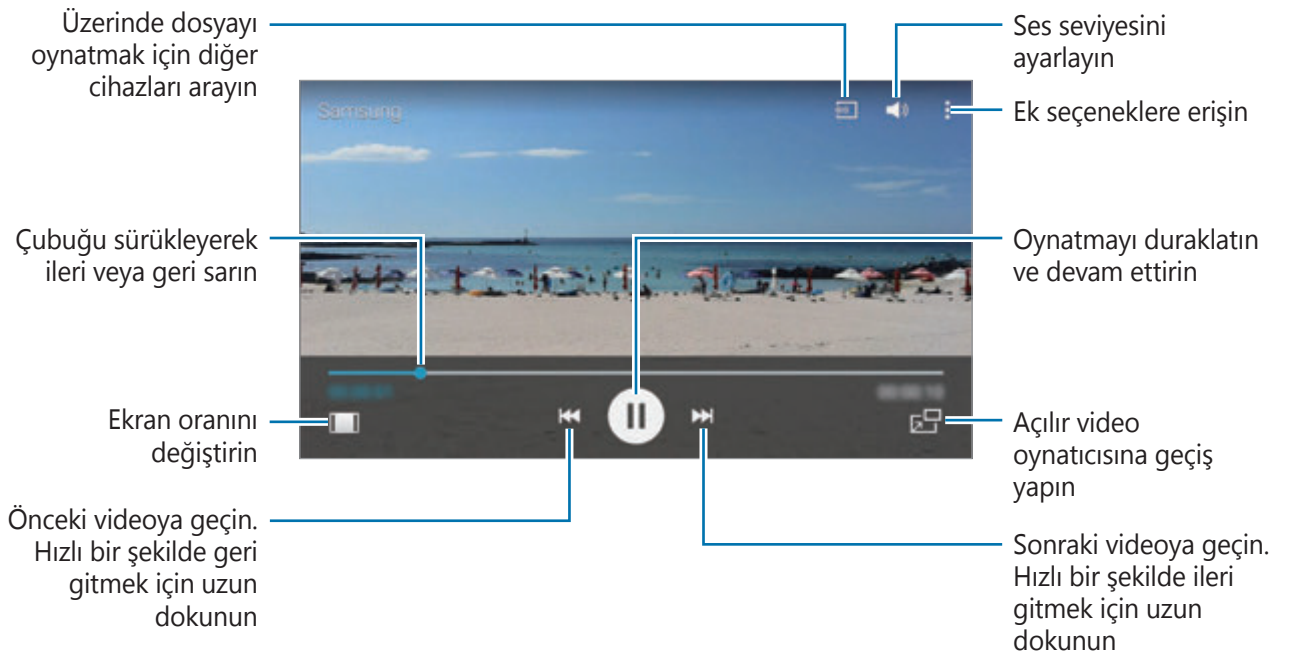 Üzerinde dosyayı
oynatmak için diğer
cihazları arayın
Ses seviyesini
ayarlayın
Samsung
Ek seçeneklere erişin
Çubuğu sürükleyerek
ileri veya geri sarın
Oynatmayı duraklatın
ve devam ettirin
Ekran oranını
değiştirin
Açılır video
oynatıcısına geçiş
yapın
Önceki videoya geçin.
Hızlı bir şekilde geri
gitmek için uzun
dokunun
Sonraki videoya geçin.
Hızlı bir şekilde ileri
gitmek için uzun
dokunun